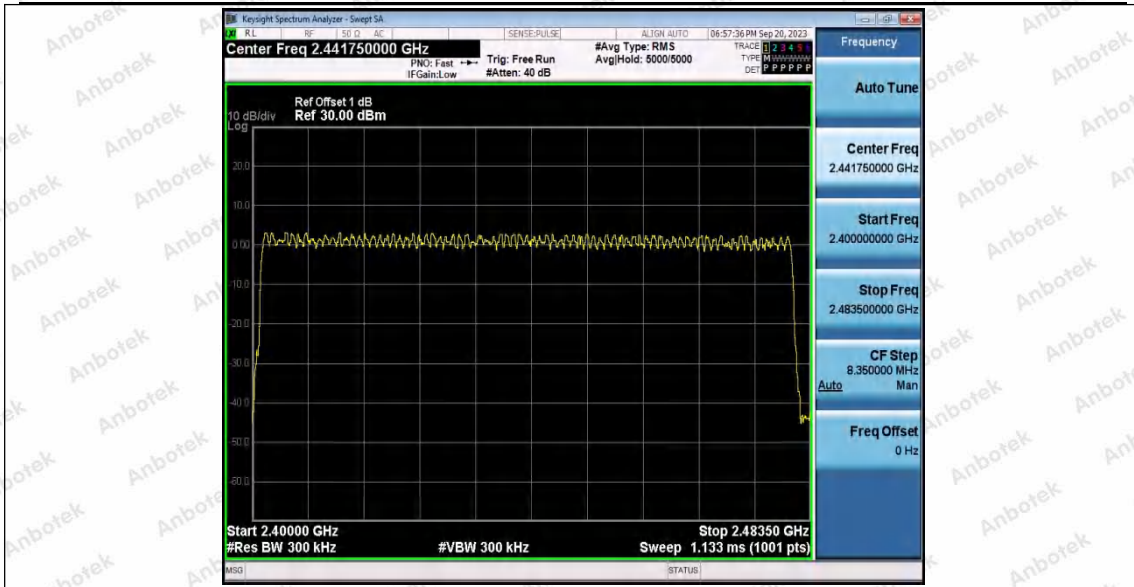 Keysight Spectrum Analyzer - Swept SA
RL RF 50 Ω AC SENSE:PULSE ALIGN AUTO 06:57:36 PM Sep 20, 2023
Center Freq 2.441750000 GHz
PNO: Fast
IFGain:Low
Trig: Free Run
#Atten: 40 dB
#Avg Type: RMS
Avg|Hold: 5000/5000
TRACE 1 2 3 4 5 6
TYPE M WWWWW
DET P P P P P P
Ref Offset 1 dB
10 dB/div Ref 30.00 dBm
Log
20.0
10.0
0.00
-10.0
-20.0
-30.0
-40.0
-50.0
-60.0
Start 2.40000 GHz Stop 2.48350 GHz
#Res BW 300 kHz #VBW 300 kHz Sweep 1.133 ms (1001 pts)
MSG STATUS
Frequency
Auto Tune
Center Freq
2.441750000 GHz
Start Freq
2.400000000 GHz
Stop Freq
2.483500000 GHz
CF Step
8.350000 MHz
Auto Man
Freq Offset
0 Hz
Anbotek